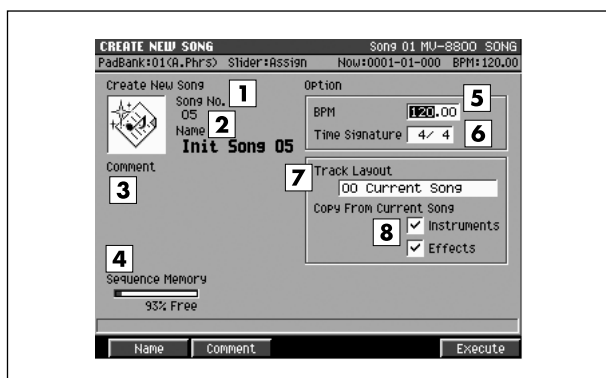 CREATE NEW SONG Song 01 MV-8800 SONG
PadBank:01(A.Phrs) Slider:Assign Now:0001-01-000 BPM:120.00
Create New Song
Song No. 1
05
Name 2
Init Song 05
Comment
3
4
Sequence Memory
93% Free
Option
5
BPM 120.00
6
Time Signature 4/ 4
7 Track Layout
00 Current Song
Copy From Current Song
8 ✓ Instruments
✓ Effects
Name Comment Execute